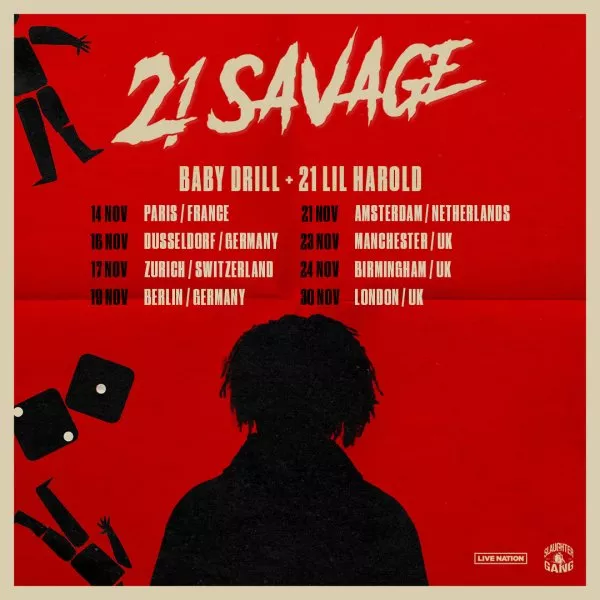 21 SAVAGE
BABY DRILL + 21 LIL HAROLD
14 NOV PARIS / FRANCE
16 NOV DUSSELDORF / GERMANY
17 NOV ZURICH / SWITZERLAND
19 NOV BERLIN / GERMANY
21 NOV AMSTERDAM / NETHERLANDS
23 NOV MANCHESTER / UK
24 NOV BIRMINGHAM / UK
30 NOV LONDON / UK
LIVE NATION
SLAUGHTER
GANG